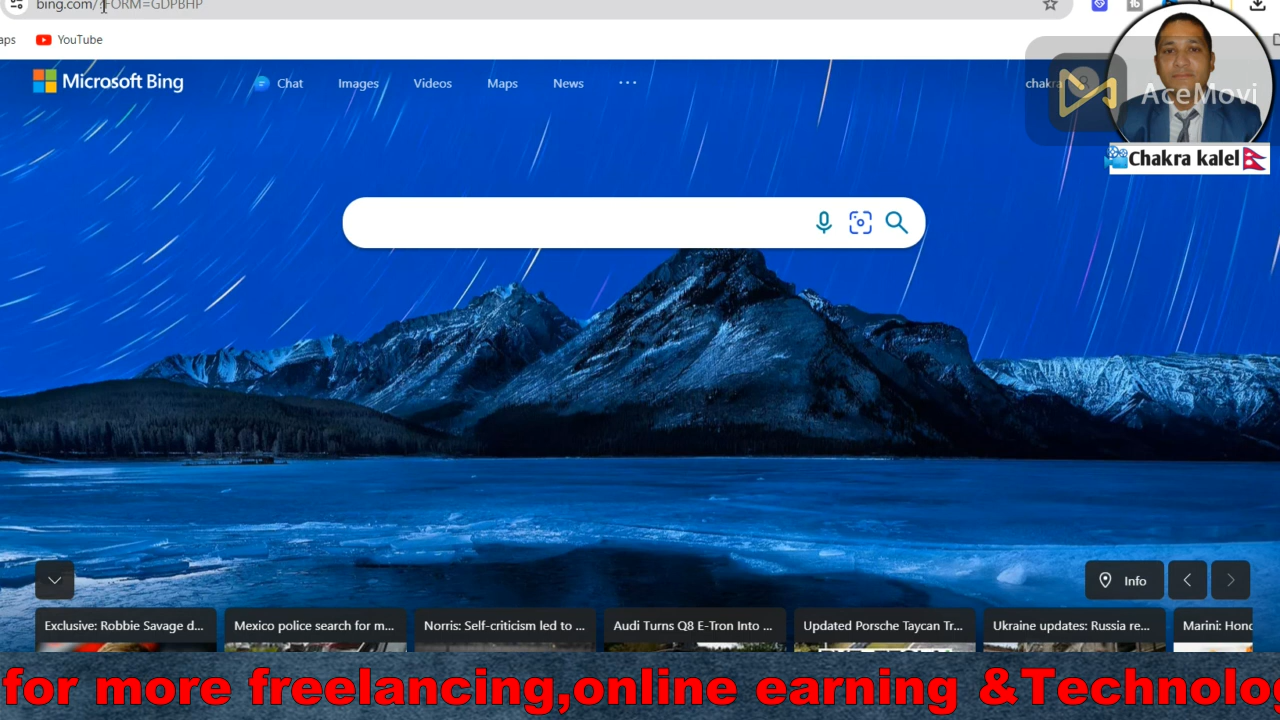 bing.com/?FORM=GDPBHP
aps YouTube
Microsoft Bing Chat Images Videos Maps News ··· chakra
AceMovi
Chakra kalel
Info
Exclusive: Robbie Savage d... Mexico police search for m... Norris: Self-criticism led to ... Audi Turns Q8 E-Tron Into ... Updated Porsche Taycan Tr... Ukraine updates: Russia re... Marini: Hond
for more freelancing,online earning &Technolog